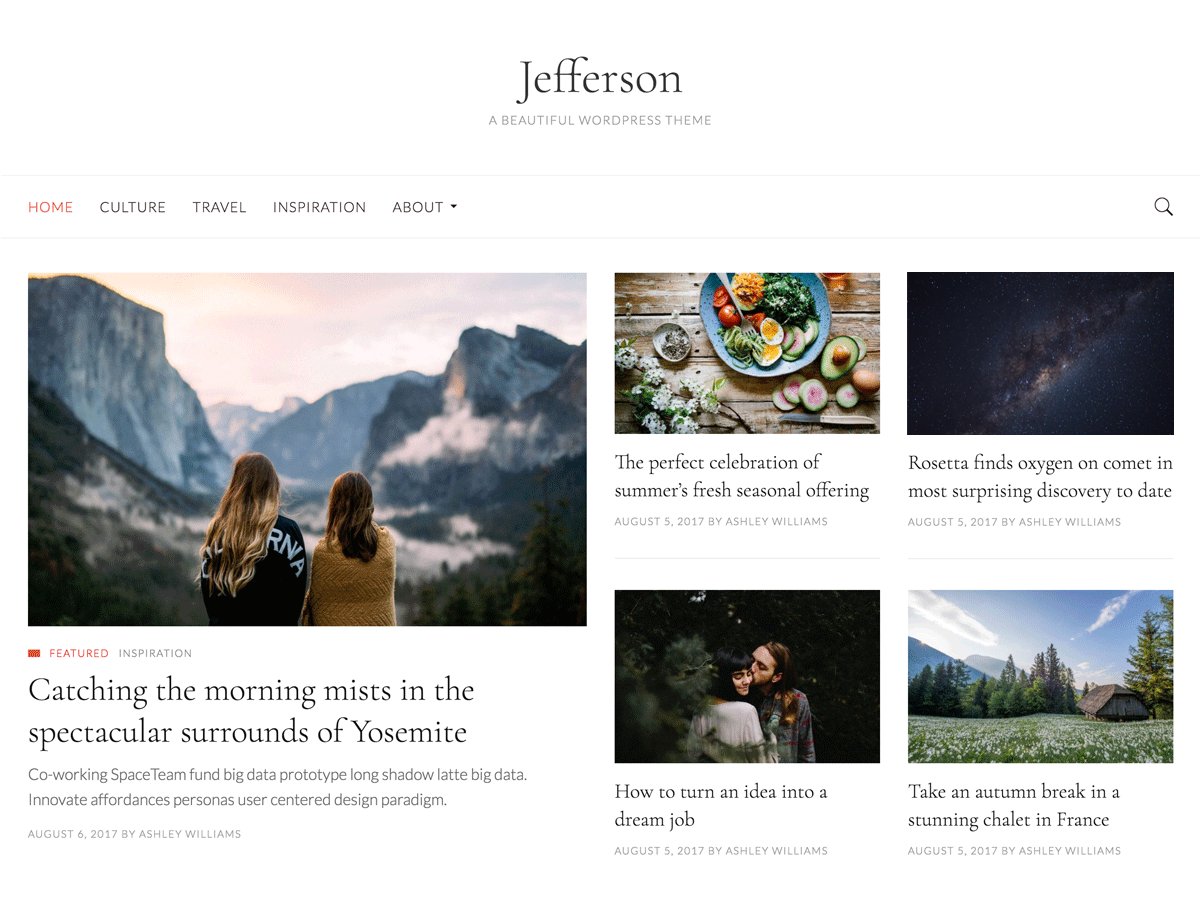 Jefferson
A BEAUTIFUL WORDPRESS THEME
HOME CULTURE TRAVEL INSPIRATION ABOUT
FEATURED INSPIRATION
Catching the morning mists in the
spectacular surrounds of Yosemite
Co-working SpaceTeam fund big data prototype long shadow latte big data.
Innovate affordances personas user centered design paradigm.
AUGUST 6, 2017 BY ASHLEY WILLIAMS
The perfect celebration of
summer’s fresh seasonal offering
AUGUST 5, 2017 BY ASHLEY WILLIAMS
Rosetta finds oxygen on comet in
most surprising discovery to date
AUGUST 5, 2017 BY ASHLEY WILLIAMS
How to turn an idea into a
dream job
AUGUST 5, 2017 BY ASHLEY WILLIAMS
Take an autumn break in a
stunning chalet in France
AUGUST 5, 2017 BY ASHLEY WILLIAMS